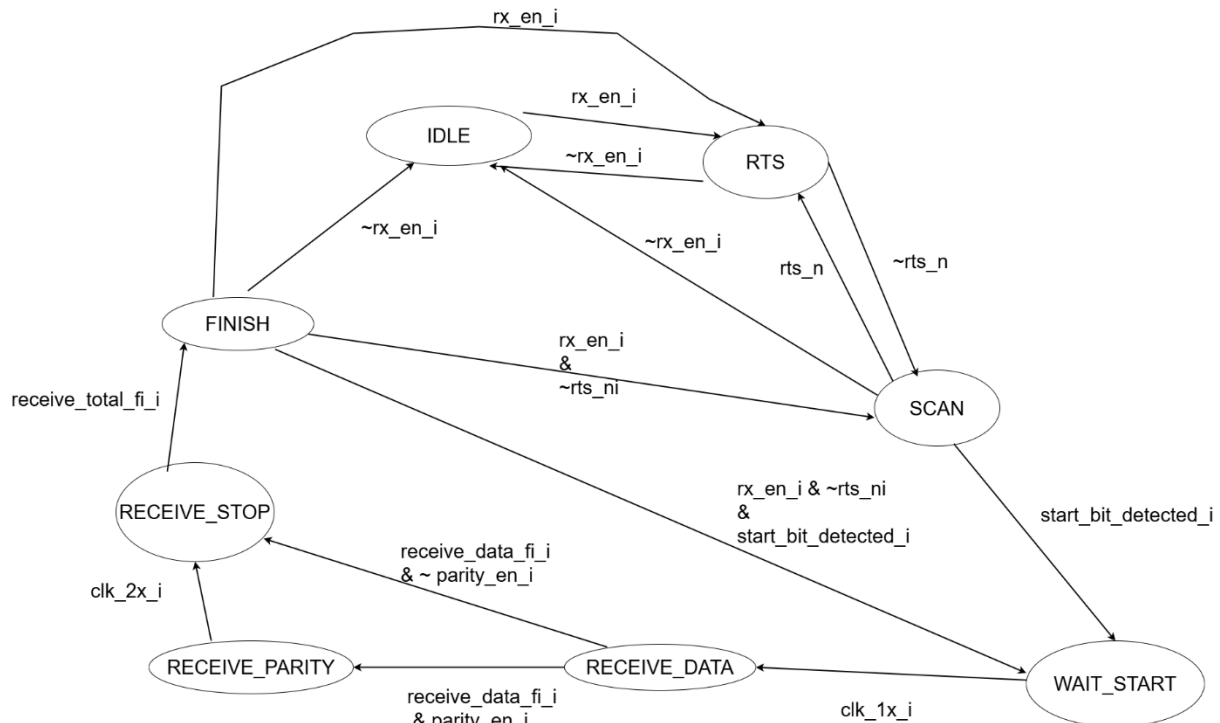 rx_en_i
rx_en_i
IDLE
RTS
~rx_en_i
~rx_en_i
~rx_en_i
rts_n
~rts_n
FINISH
rx_en_i
&
~rts_ni
receive_total_fi_i
SCAN
rx_en_i & ~rts_ni
&
start_bit_detected_i
start_bit_detected_i
RECEIVE_STOP
receive_data_fi_i
& ~ parity_en_i
clk_2x_i
RECEIVE_PARITY
RECEIVE_DATA
WAIT_START
receive_data_fi_i
& parity_en_i
clk_1x_i